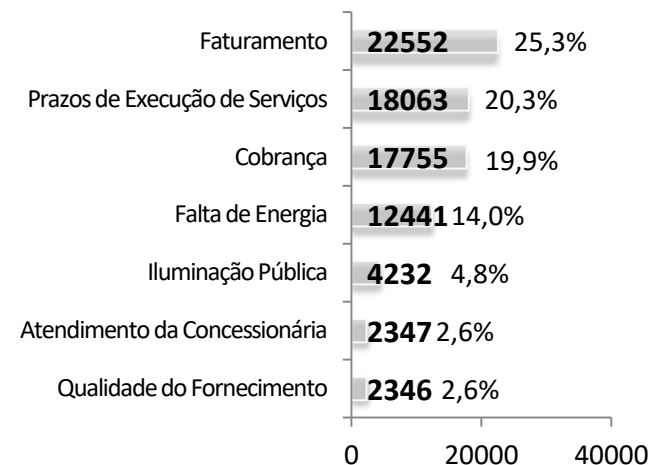 Faturamento 22552 25,3%
Prazos de Execução de Serviços 18063 20,3%
Cobrança 17755 19,9%
Falta de Energia 12441 14,0%
Iluminação Pública 4232 4,8%
Atendimento da Concessionária 2347 2,6%
Qualidade do Fornecimento 2346 2,6%
0 20000 40000